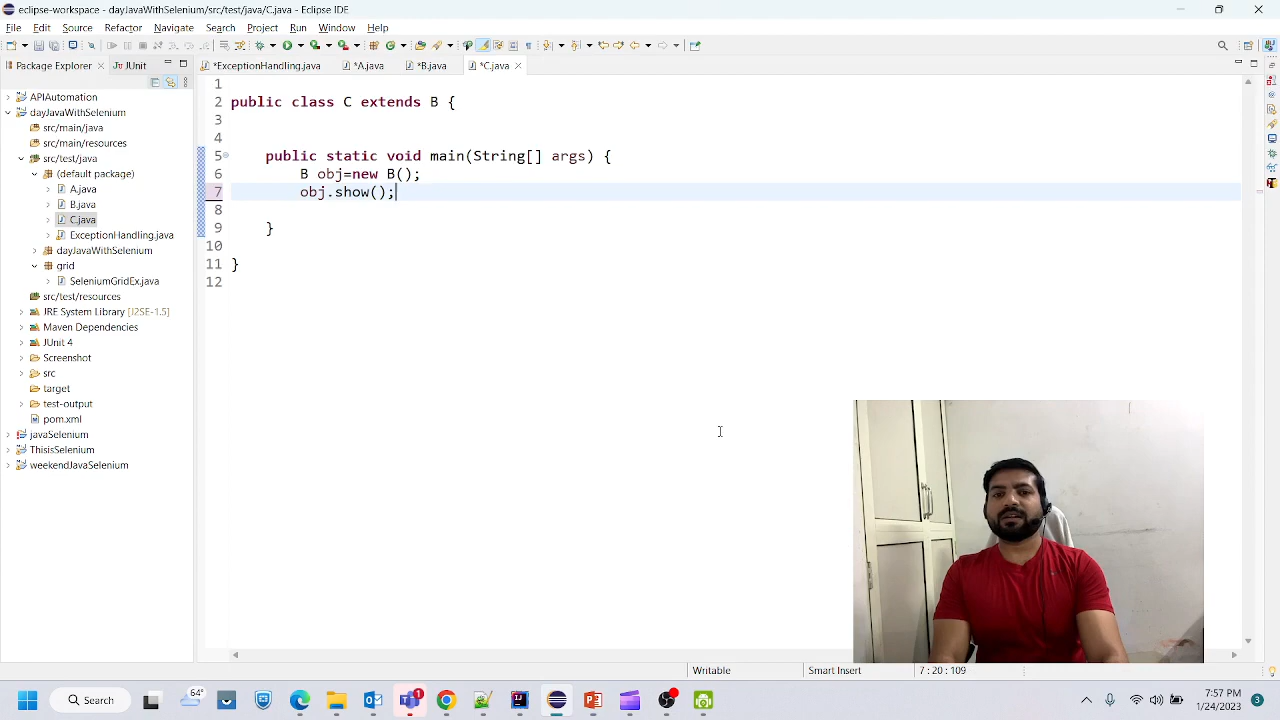 eclipse-workspace - dayJavaWithSelenium/src/test/java/C.java - Eclipse IDE
File Edit Source Refactor Navigate Search Project Run Window Help
Package Explorer JUnit *ExceptionHandling.java *A.java *B.java *C.java
APIAutomation
dayJavaWithSelenium
src/main/java
src/main/resources
src/test/java
(default package)
A.java
B.java
C.java
ExceptionHandling.java
dayJavaWithSelenium
grid
SeleniumGridEx.java
src/test/resources
JRE System Library [J2SE-1.5]
Maven Dependencies
JUnit 4
Screenshot
src
target
test-output
pom.xml
javaSelenium
ThisisSelenium
weekendJavaSelenium
1
2 public class C extends B {
3
4
5 public static void main(String[] args) {
6 B obj=new B();
7 obj.show();
8
9 }
10
11 }
12
Writable Smart Insert 7 : 20 : 109
64°
Search
1
7:57 PM
1/24/2023
3